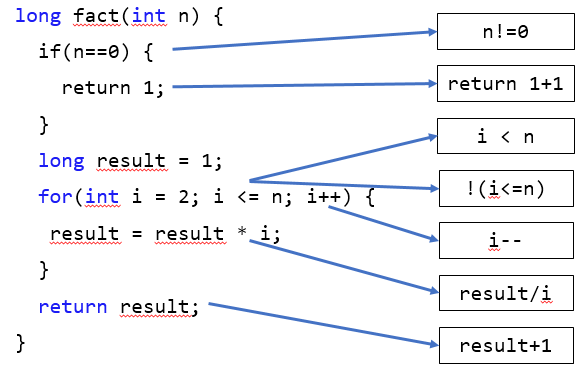 long fact(int n) {
if(n==0) {
return 1;
}
long result = 1;
for(int i = 2; i <= n; i++) {
result = result * i;
}
return result;
}
n!=0
return 1+1
i < n
!(i<=n)
i--
result/i
result+1